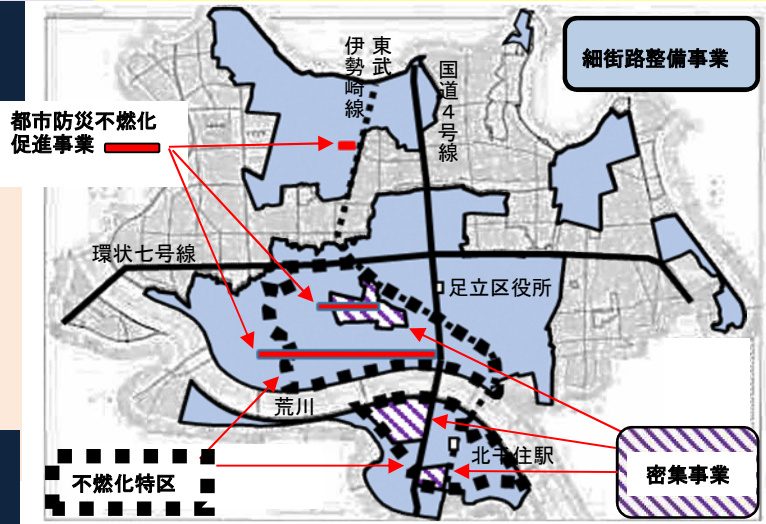 細街路整備事業
東武
伊勢崎線
国道4号線
都市防災不燃化
促進事業
環状七号線
足立区役所
荒川
北千住駅
不燃化特区
密集事業